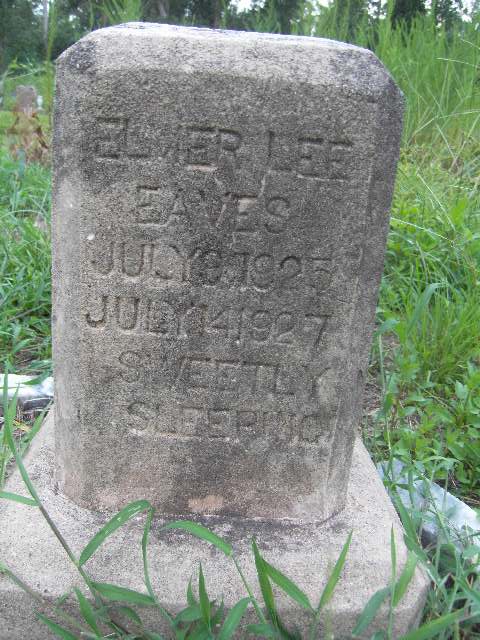 ELMER LEE
EAVES
JULY 9, 1925
JULY 14 1927
SWEETLY
SLEEPING